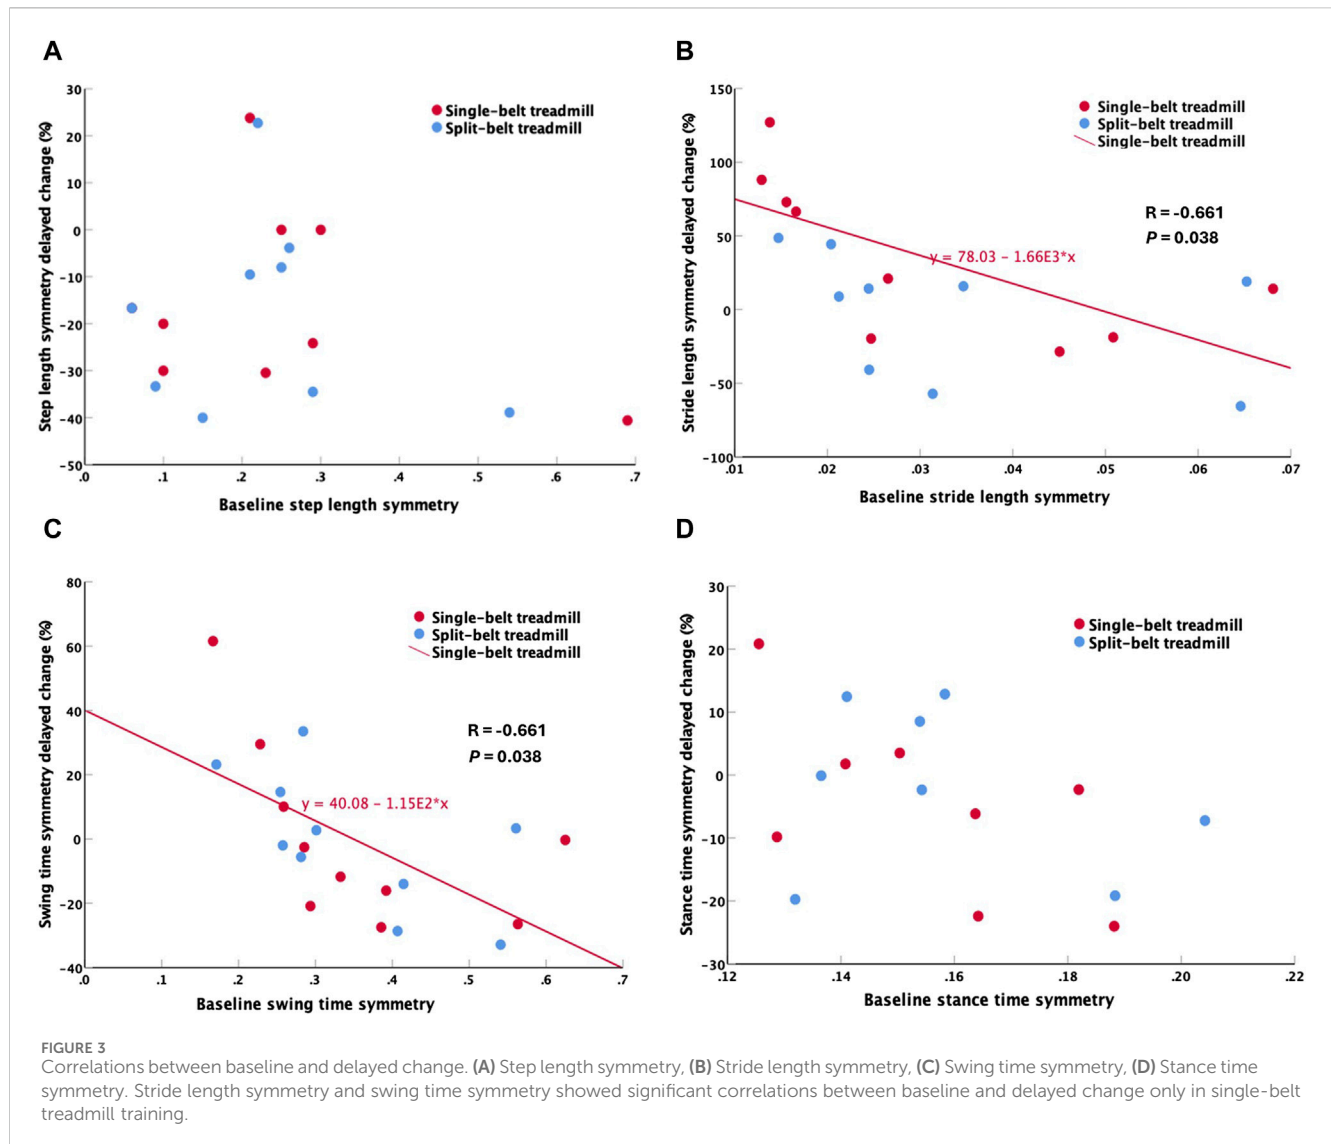 A
30
20
10
0
-10
-20
-30
-40
-50
.0 .1 .2 .3 .4 .5 .6 .7
Step length symmetry delayed change (%)
Baseline step length symmetry
Single-belt treadmill
Split-belt treadmill
B
150
100
50
0
-50
-100
.01 .02 .03 .04 .05 .06 .07
Stride length symmetry delayed change (%)
Baseline stride length symmetry
Single-belt treadmill
Split-belt treadmill
Single-belt treadmill
R = -0.661
P = 0.038
y = 78.03 - 1.66E3*x
C
80
60
40
20
0
-20
-40
.0 .1 .2 .3 .4 .5 .6 .7
Swing time symmetry delayed change (%)
Baseline swing time symmetry
Single-belt treadmill
Split-belt treadmill
Single-belt treadmill
R = -0.661
P = 0.038
y = 40.08 - 1.15E2*x
D
30
20
10
0
-10
-20
-30
.12 .14 .16 .18 .20 .22
Stance time symmetry delayed change (%)
Baseline stance time symmetry
Single-belt treadmill
Split-belt treadmill
FIGURE 3
Correlations between baseline and delayed change. (A) Step length symmetry, (B) Stride length symmetry, (C) Swing time symmetry, (D) Stance time
symmetry. Stride length symmetry and swing time symmetry showed significant correlations between baseline and delayed change only in single-belt
treadmill training.